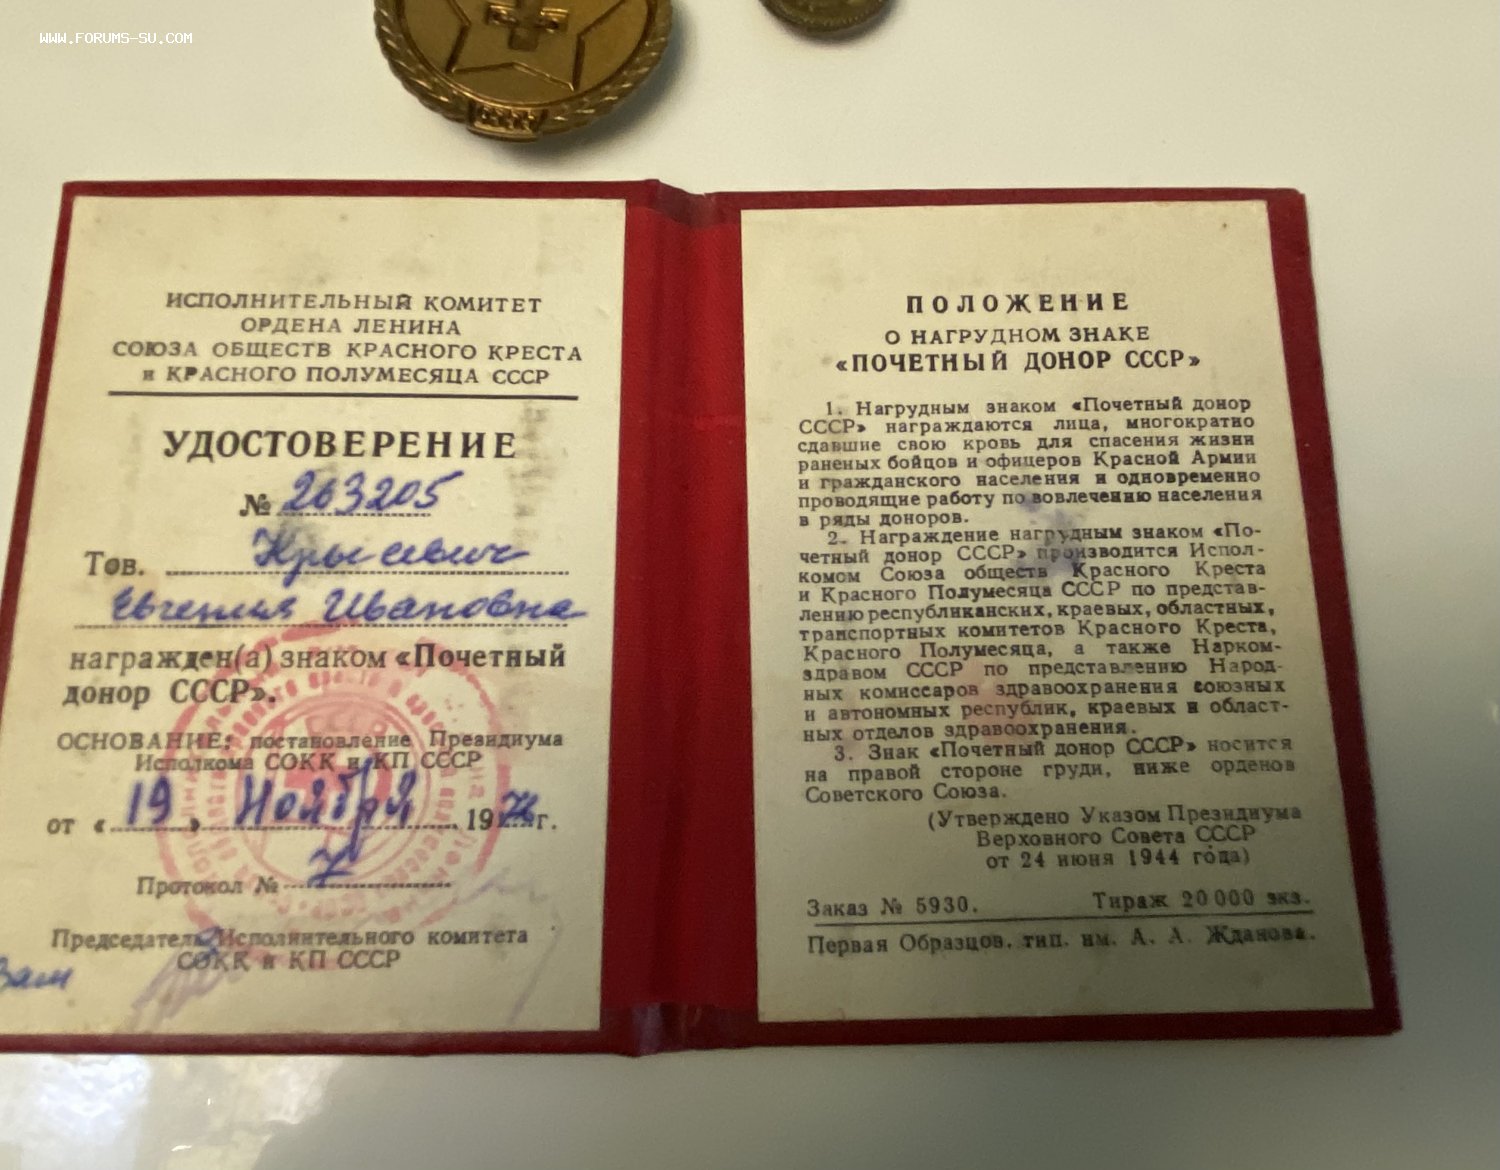 WWW.FORUMS-SU.COM
ИСПОЛНИТЕЛЬНЫЙ КОМИТЕТ
ОРДЕНА ЛЕНИНА
СОЮЗА ОБЩЕСТВ КРАСНОГО КРЕСТА
и КРАСНОГО ПОЛУМЕСЯЦА СССР
УДОСТОВЕРЕНИЕ
№ 263205
Тов.
Евгения Ивановна
награжден(а) знаком «Почетный
донор СССР».
ОСНОВАНИЕ: постановление Президиума
Исполкома СОКК и КП СССР
от « 19 » Ноября 19 г.
Протокол № 7
Председатель Исполнительного комитета
СОКК и КП СССР
Зам
ПОЛОЖЕНИЕ
О НАГРУДНОМ ЗНАКЕ
«ПОЧЕТНЫЙ ДОНОР СССР»
1. Нагрудным знаком «Почетный донор
СССР» награждаются лица, многократно
сдавшие свою кровь для спасения жизни
раненых бойцов и офицеров Красной Армии
и гражданского населения и одновременно
проводящие работу по вовлечению населения
в ряды доноров.
2. Награждение нагрудным знаком «По-
четный донор СССР» производится Испол-
комом Союза обществ Красного Креста
и Красного Полумесяца СССР по представ-
лению республиканских, краевых, областных,
транспортных комитетов Красного Креста,
Красного Полумесяца, а также Нарком-
здравом СССР по представлению Народ-
ных комиссаров здравоохранения союзных
и автономных республик, краевых и област-
ных отделов здравоохранения.
3. Знак «Почетный донор СССР» носится
на правой стороне груди, ниже орденов
Советского Союза.
(Утверждено Указом Президиума
Верховного Совета СССР
от 24 июня 1944 года)
Заказ № 5930. Тираж 20 000 экз.
Первая Образцов. тип. им. А. А. Жданова.